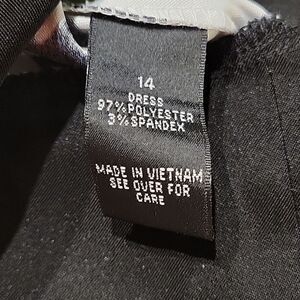 14
DRESS
97% POLYESTER
3% SPANDEX
MADE IN VIETNAM
SEE OVER FOR
CARE